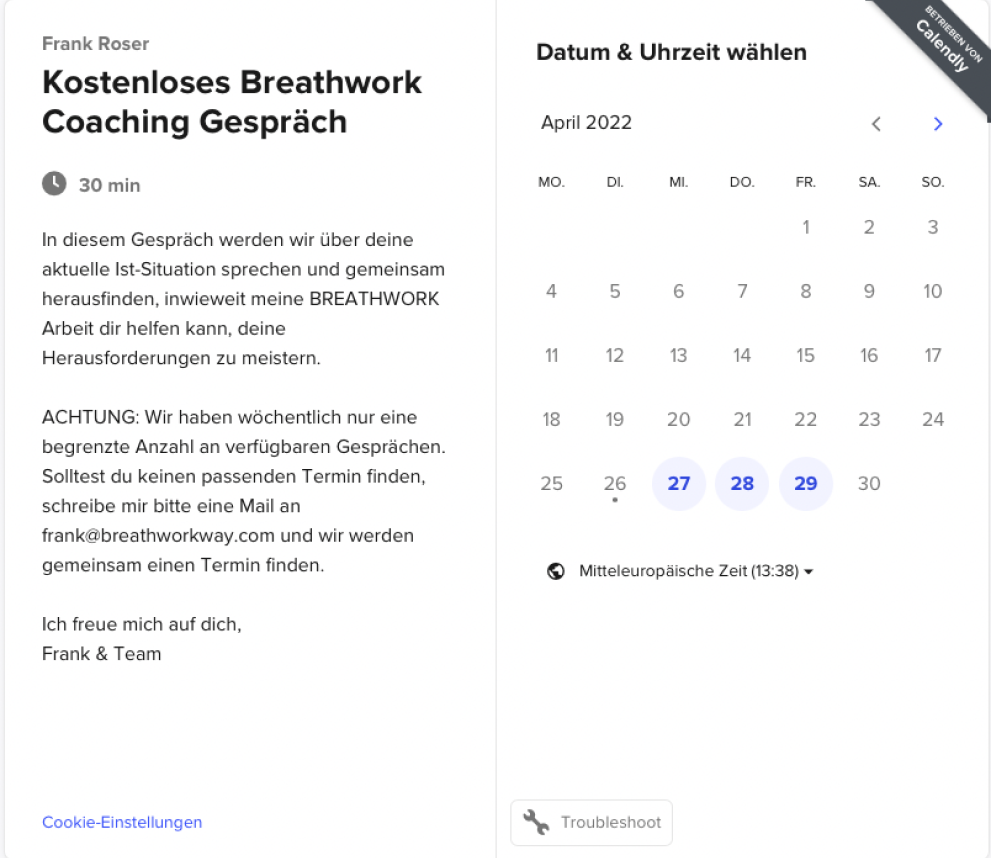 Frank Roser
Kostenloses Breathwork
Coaching Gespräch
30 min
In diesem Gespräch werden wir über deine
aktuelle Ist-Situation sprechen und gemeinsam
herausfinden, inwieweit meine BREATHWORK
Arbeit dir helfen kann, deine
Herausforderungen zu meistern.
ACHTUNG: Wir haben wöchentlich nur eine
begrenzte Anzahl an verfügbaren Gesprächen.
Solltest du keinen passenden Termin finden,
schreibe mir bitte eine Mail an
frank@breathworkway.com und wir werden
gemeinsam einen Termin finden.
Ich freue mich auf dich,
Frank & Team
Cookie-Einstellungen
Datum & Uhrzeit wählen
BETRIEBEN VON
Calendly
April 2022
MO. DI. MI. DO. FR. SA. SO.
1 2 3
4 5 6 7 8 9 10
11 12 13 14 15 16 17
18 19 20 21 22 23 24
25 26 27 28 29 30
Mitteleuropäische Zeit (13:38)
Troubleshoot